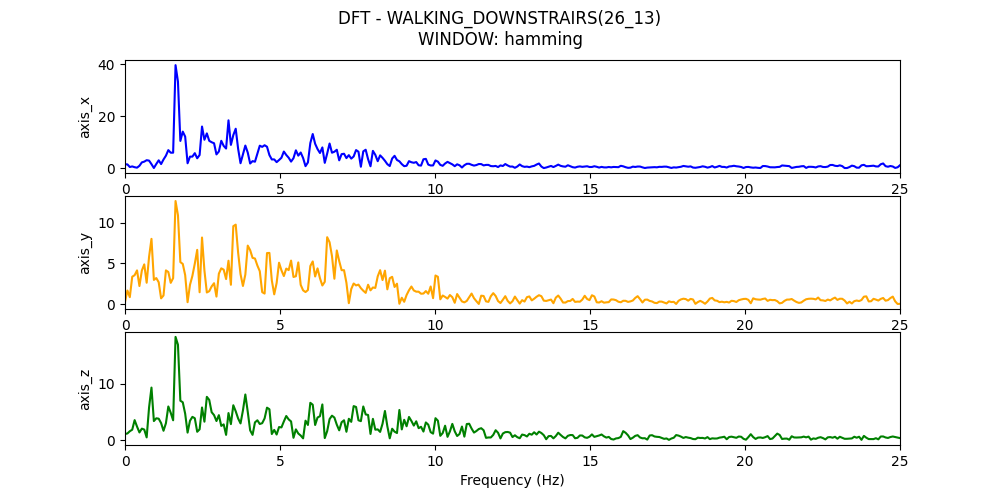 DFT - WALKING_DOWNSTAIRS(26_13)
WINDOW: hamming
axis_x
40
20
0
0 5 10 15 20 25
axis_y
10
5
0
0 5 10 15 20 25
axis_z
10
0
0 5 10 15 20 25
Frequency (Hz)